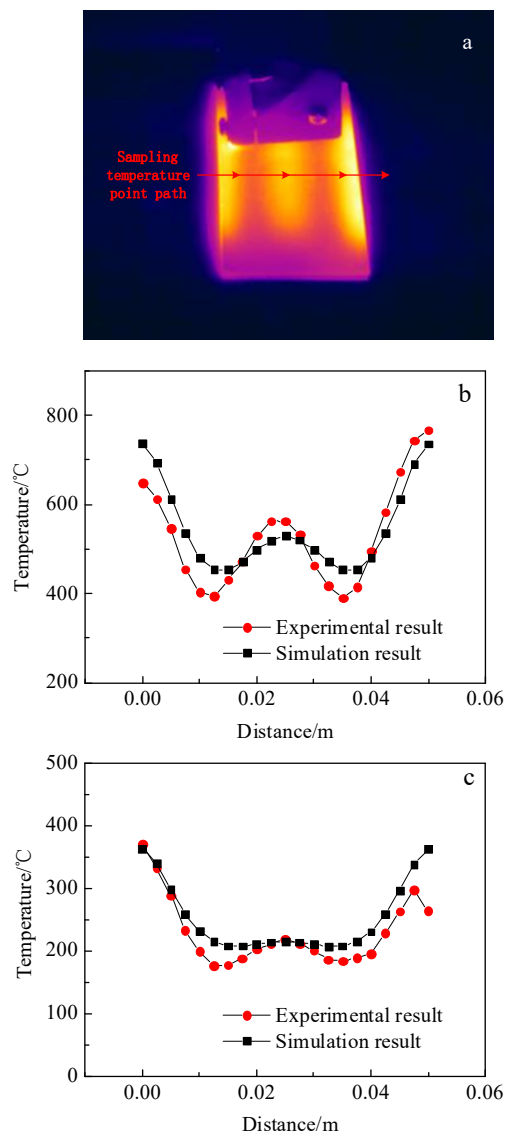 a
Sampling
temperature
point path
b
800
600
400
200
Temperature/℃
Experimental result
Simulation result
0.00 0.02 0.04 0.06
Distance/m
c
500
400
300
200
100
0
Temperature/℃
Experimental result
Simulation result
0.00 0.02 0.04 0.06
Distance/m